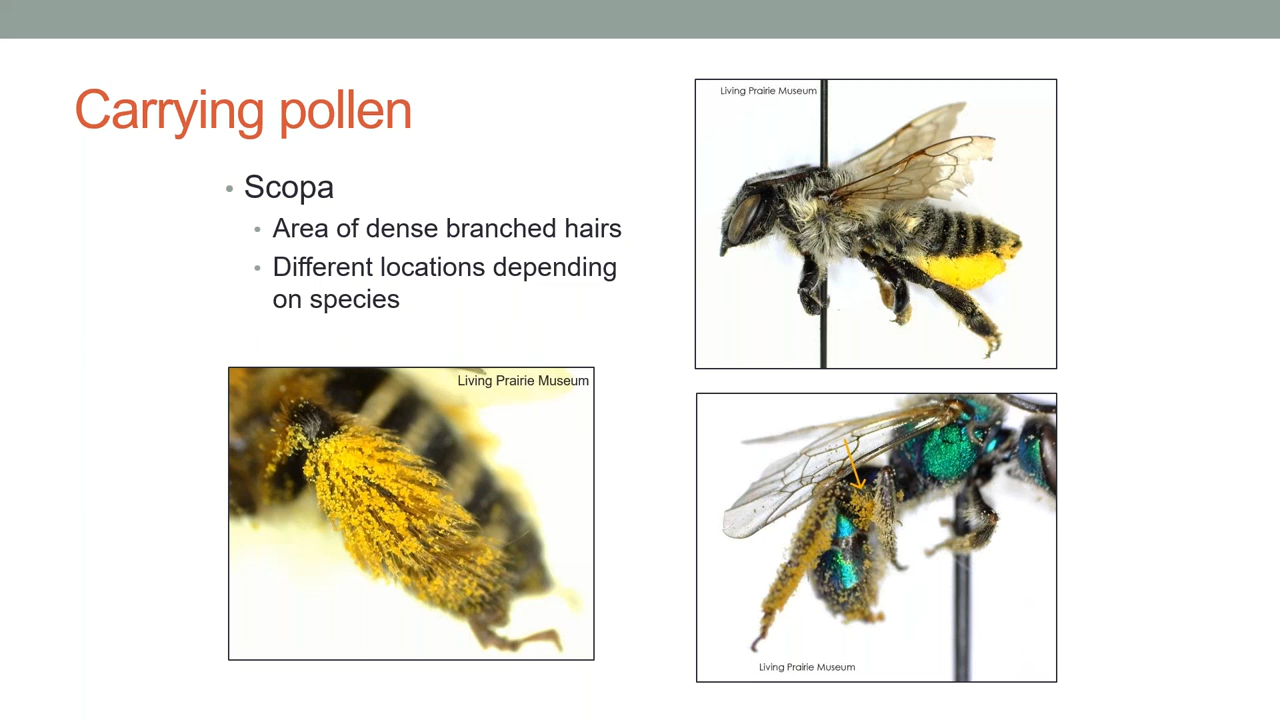 Carrying pollen
• Scopa
• Area of dense branched hairs
• Different locations depending
on species
Living Prairie Museum
Living Prairie Museum
Living Prairie Museum